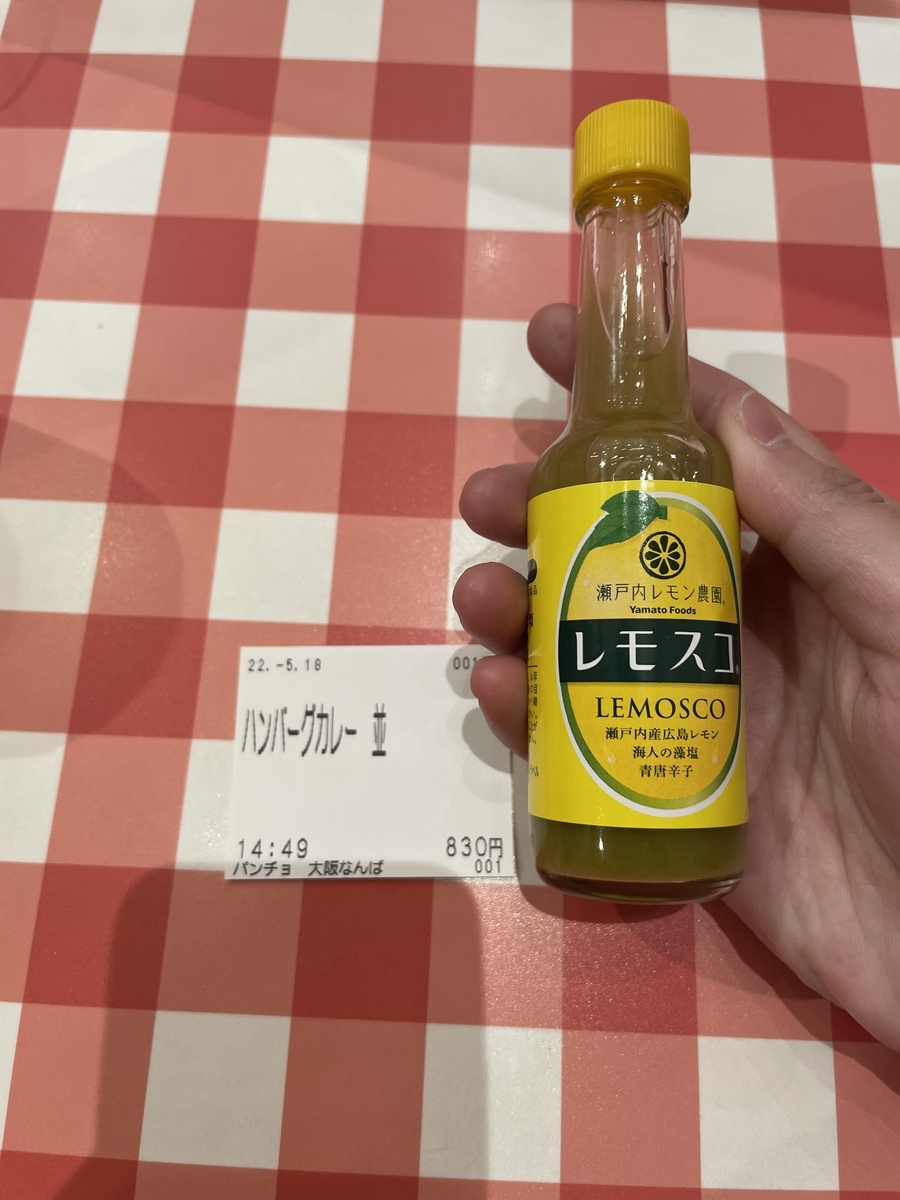 22.-5.18
001
ハンバーグカレー 並
14:49 830円
パンチョ 大阪なんば 001
瀬戸内レモン農園
Yamato Foods
レモスコ
LEMOSCO
瀬戸内産広島レモン
海人の藻塩
青唐辛子